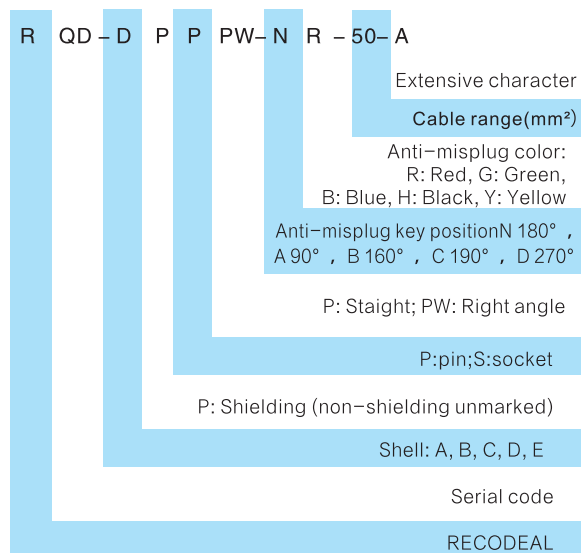 R QD-D P P PW-N R -50-A
Extensive character
Cable range(mm²)
Anti-misplug color:
R: Red, G: Green,
B: Blue, H: Black, Y: Yellow
Anti-misplug key positionN 180° ,
A 90° , B 160° , C 190° , D 270°
P: Staight; PW: Right angle
P:pin;S:socket
P: Shielding (non-shielding unmarked)
Shell: A, B, C, D, E
Serial code
RECODEAL